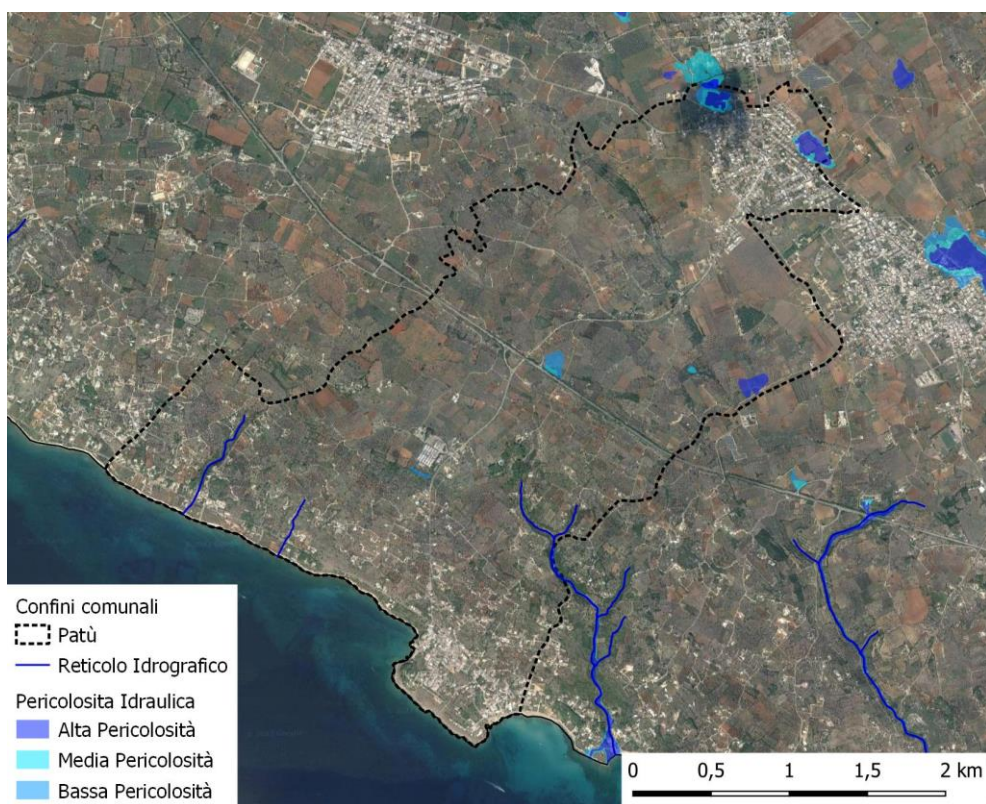 Confini comunali
Patù
Reticolo Idrografico
Pericolosita Idraulica
Alta Pericolosità
Media Pericolosità
Bassa Pericolosità
0 0,5 1 1,5 2 km